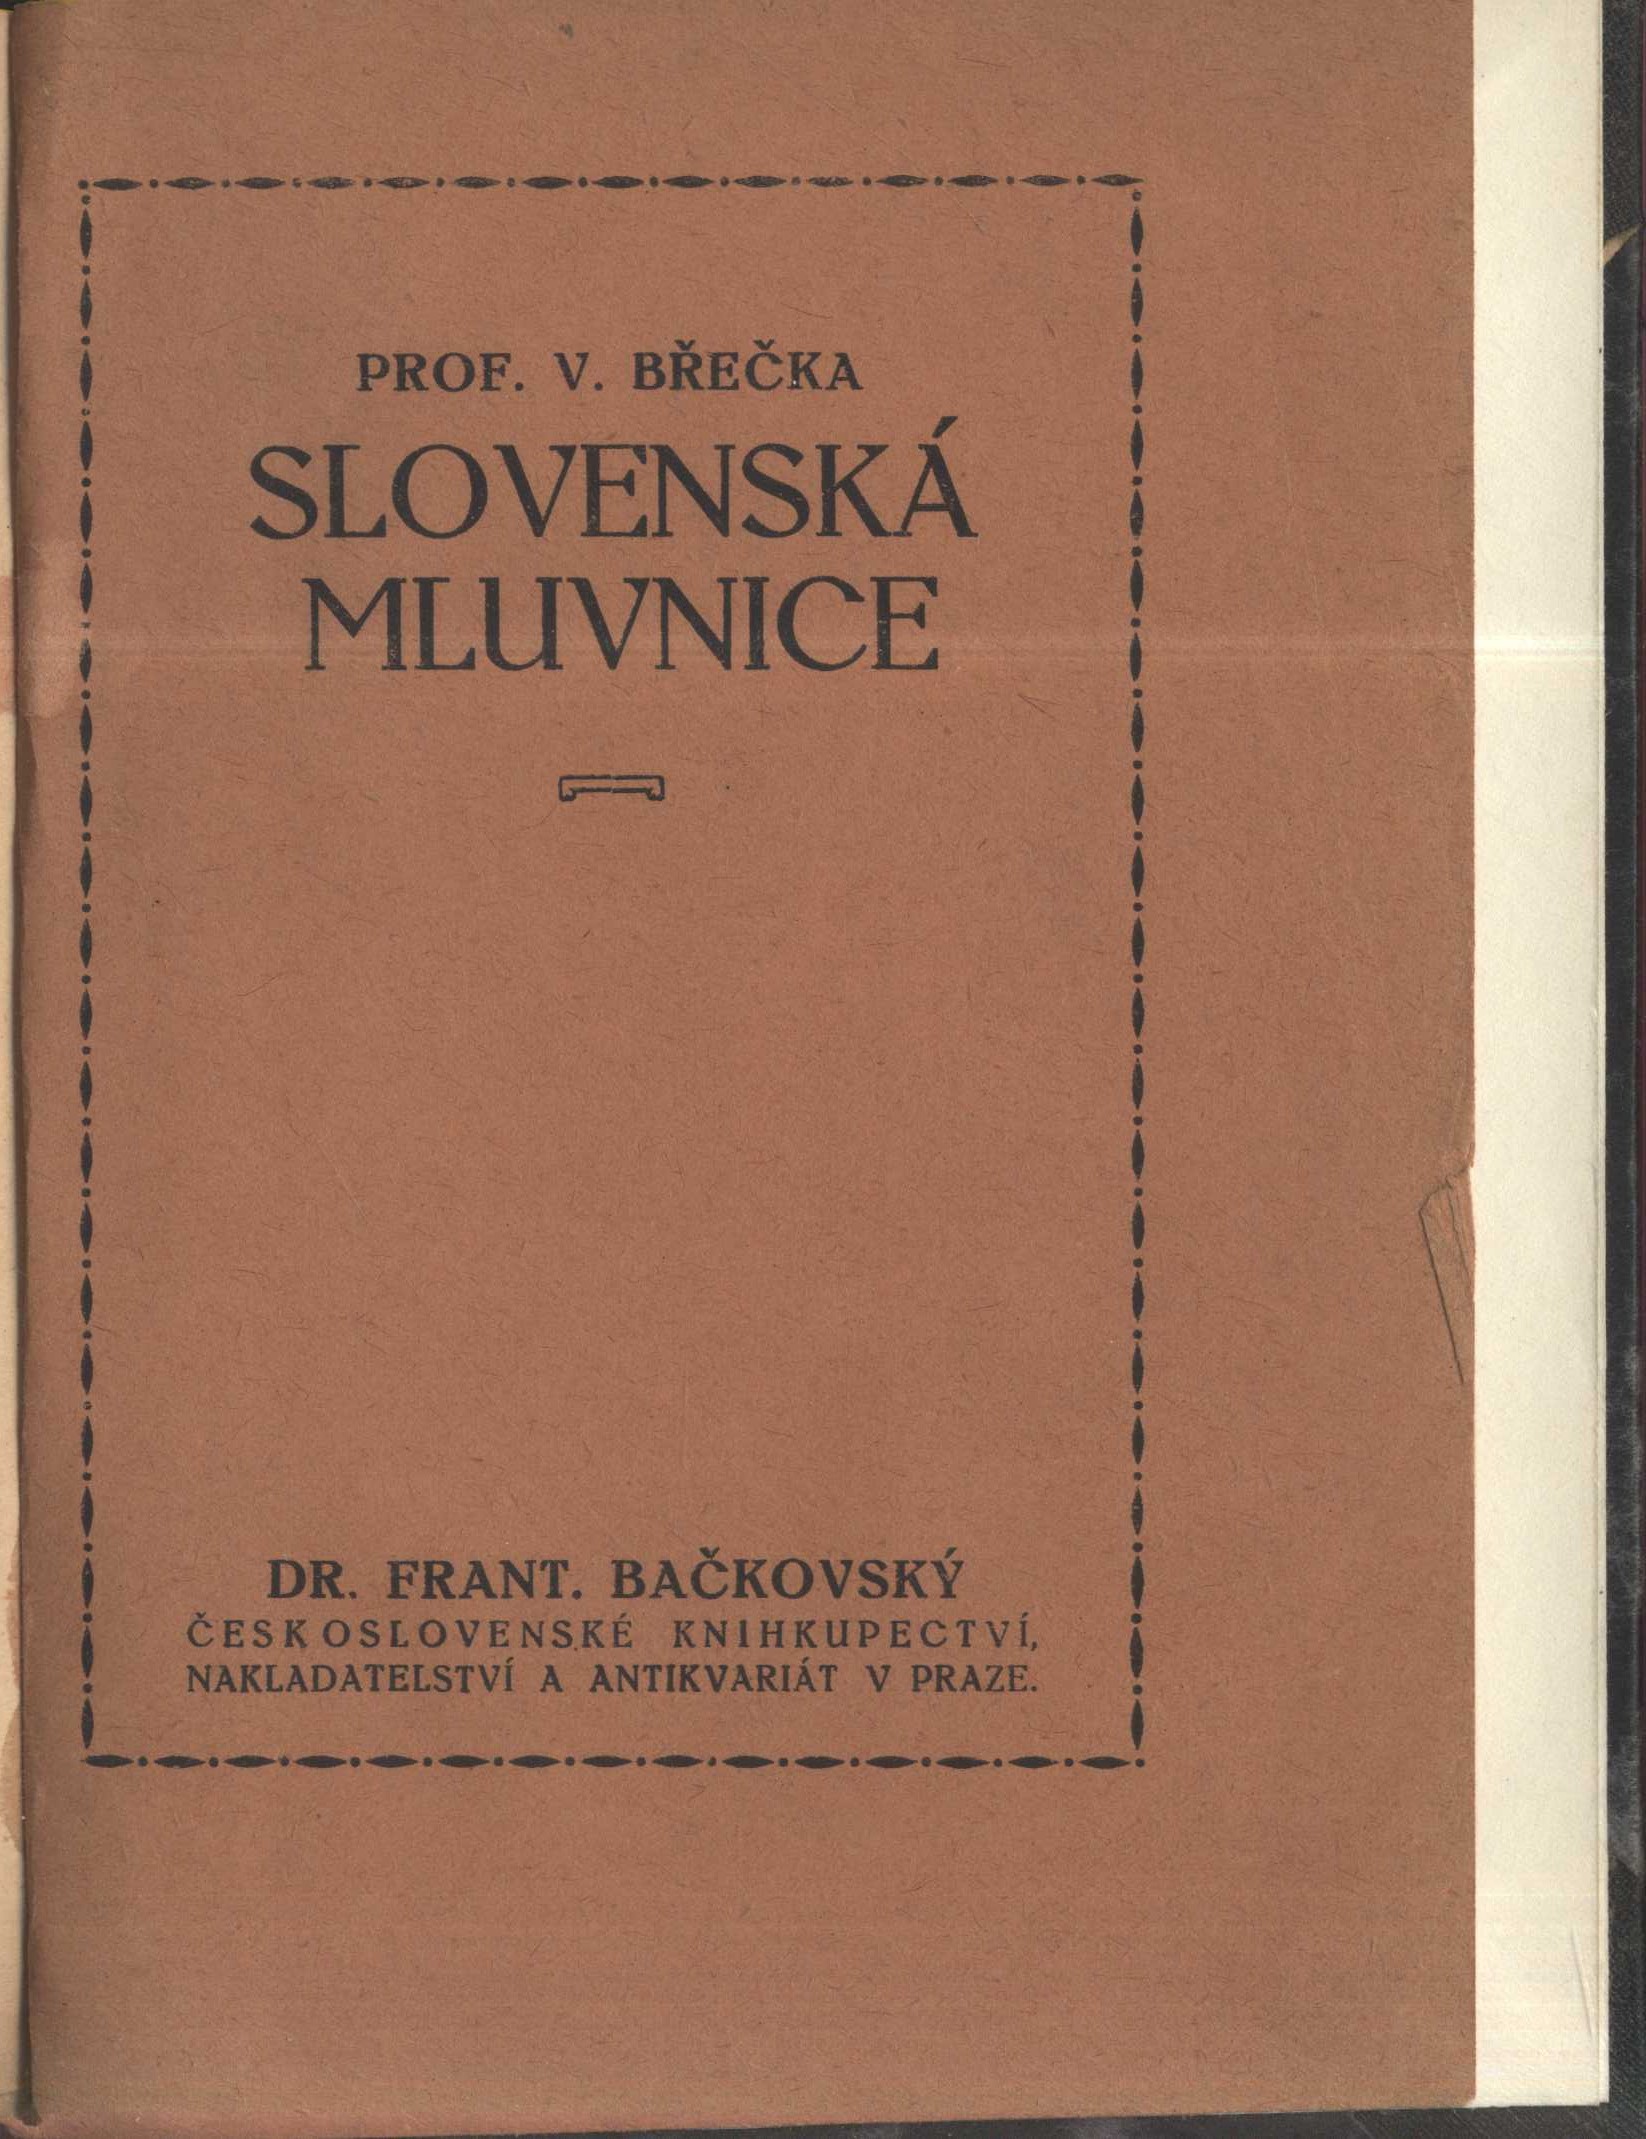 PROF. V. BŘEČKA
SLOVENSKÁ
MLUVNICE
DR. FRANT. BAČKOVSKÝ
ČESKOSLOVENSKÉ KNIHKUPECTVÍ,
NAKLADATELSTVÍ A ANTIKVARIÁT V PRAZE.